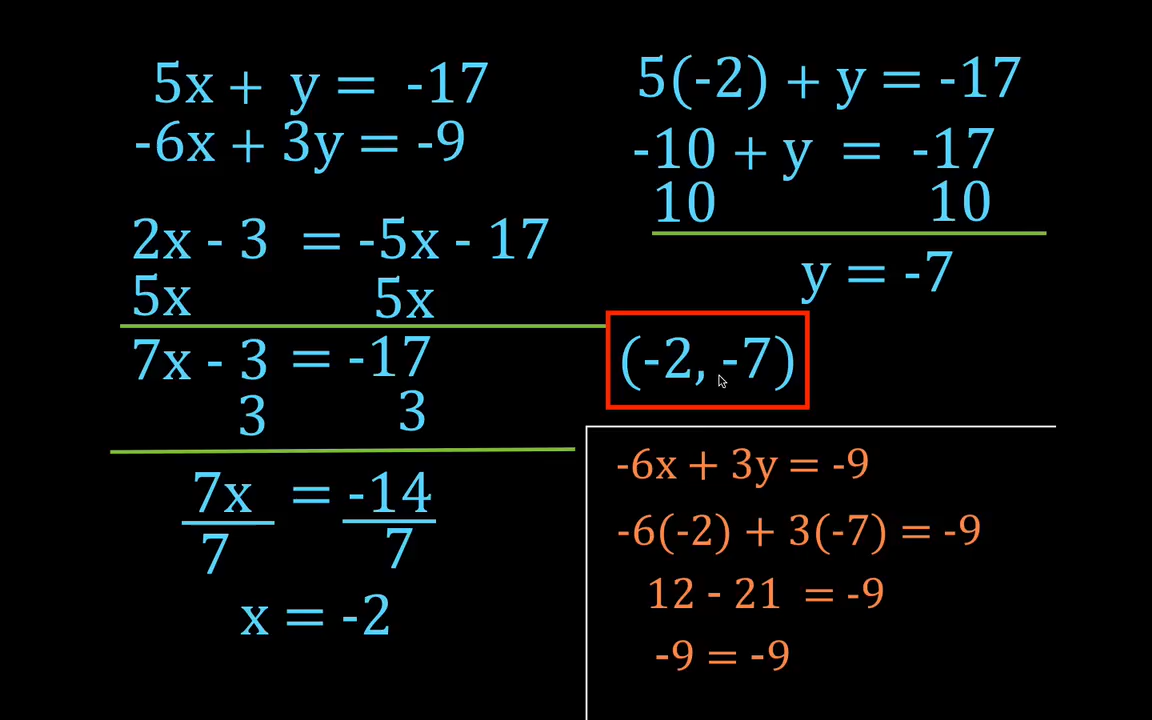 5x + y = -17
-6x + 3y = -9
2x - 3 = -5x - 17
5x 5x
7x - 3 = -17
3 3
7x = -14
7 7
x = -2
5(-2) + y = -17
-10 + y = -17
10 10
y = -7
(-2, -7)
-6x + 3y = -9
-6(-2) + 3(-7) = -9
12 - 21 = -9
-9 = -9